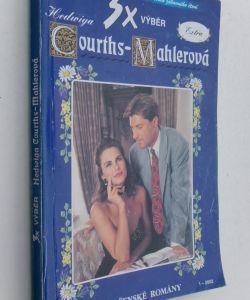 3x VÝBĚR
Hedwiga
Extra
Courths-Mahlerová
ŽENSKÉ ROMÁNY
3x VÝBĚR Hedwiga Courths-Mahlerová